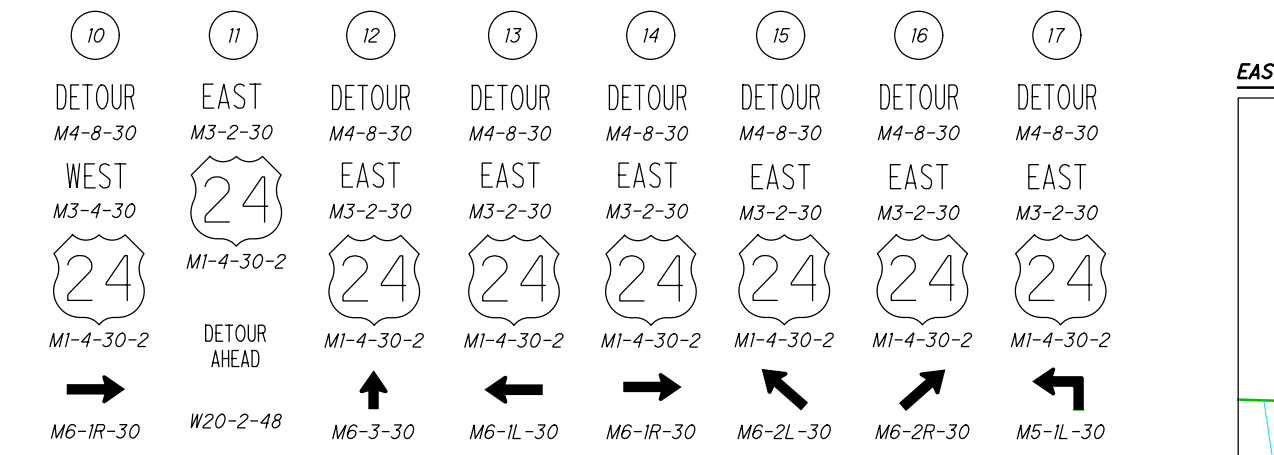 10 11 12 13 14 15 16 17
DETOUR EAST DETOUR DETOUR DETOUR DETOUR DETOUR DETOUR
M4-8-30 M3-2-30 M4-8-30 M4-8-30 M4-8-30 M4-8-30 M4-8-30 M4-8-30
WEST 24 EAST EAST EAST EAST EAST EAST
M3-4-30 M1-4-30-2 M3-2-30 M3-2-30 M3-2-30 M3-2-30 M3-2-30 M3-2-30
24 24 24 24 24 24 24
M1-4-30-2 DETOUR M1-4-30-2 M1-4-30-2 M1-4-30-2 M1-4-30-2 M1-4-30-2 M1-4-30-2
AHEAD
M6-1R-30 W20-2-48 M6-3-30 M6-1L-30 M6-1R-30 M6-2L-30 M6-2R-30 M5-1L-30